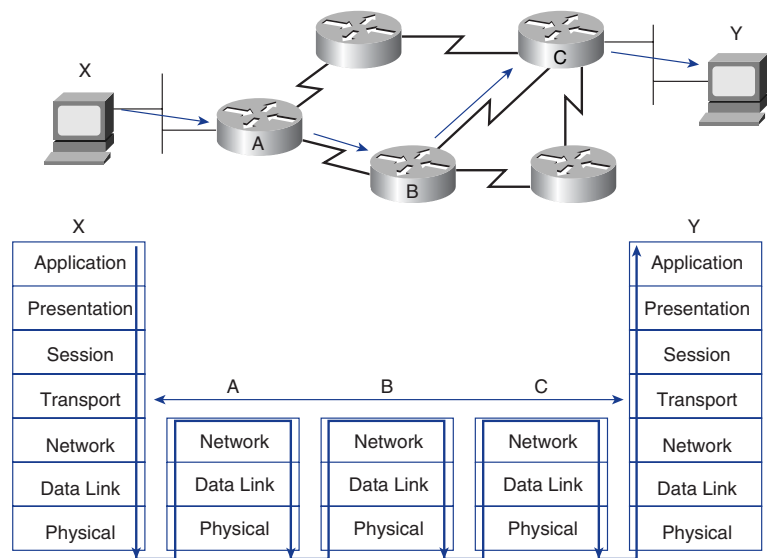 X
Y
C
A
B
X
Y
Application
Presentation
Session
Transport
Network
Data Link
Physical
A
B
C
Network
Data Link
Physical
Network
Data Link
Physical
Network
Data Link
Physical
Application
Presentation
Session
Transport
Network
Data Link
Physical